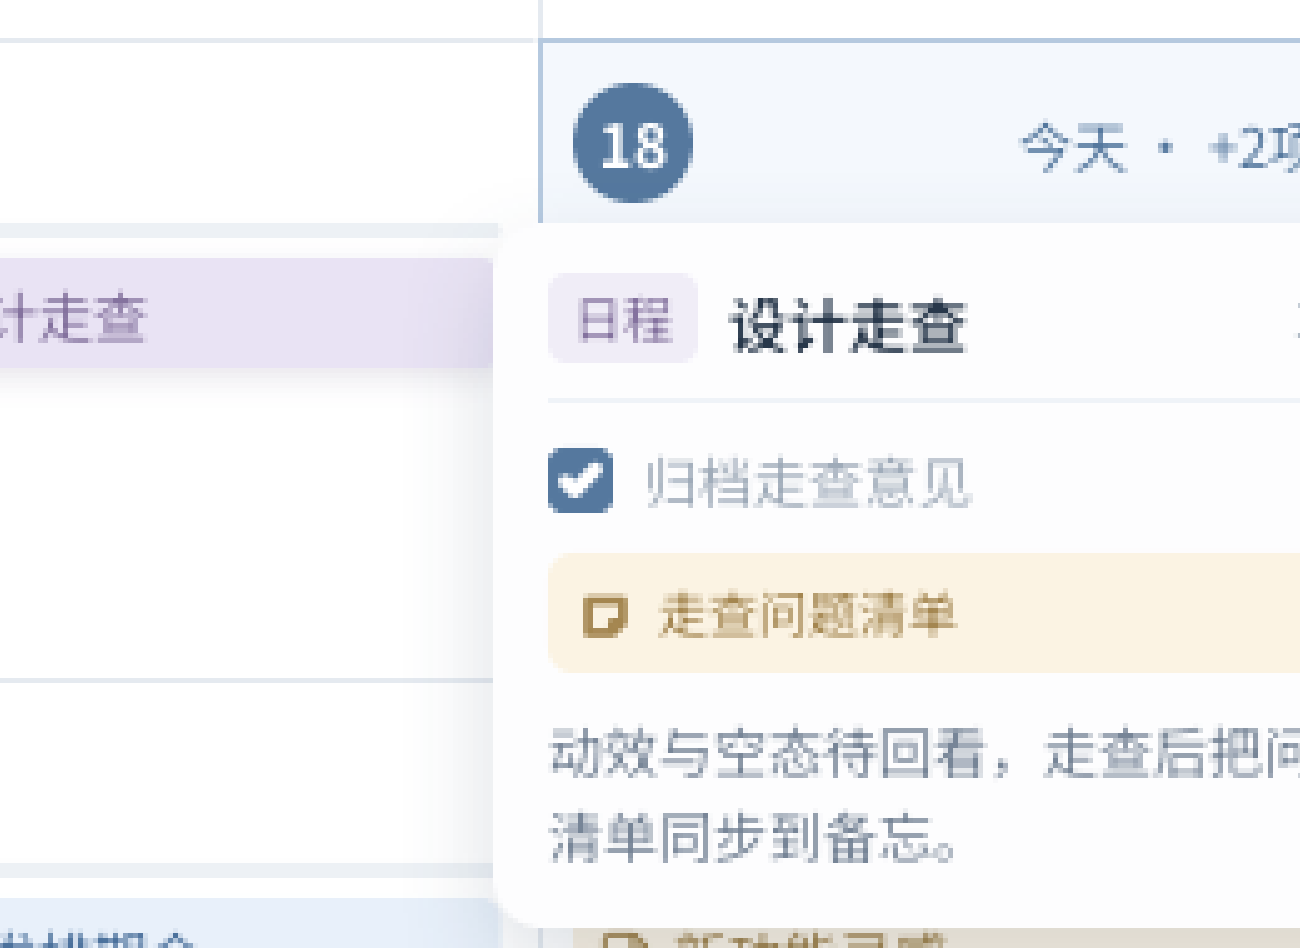 18
今天 · +2项
计走查
日程 设计走查
归档走查意见
走查问题清单
动效与空态待回看，走查后把问
清单同步到备忘。